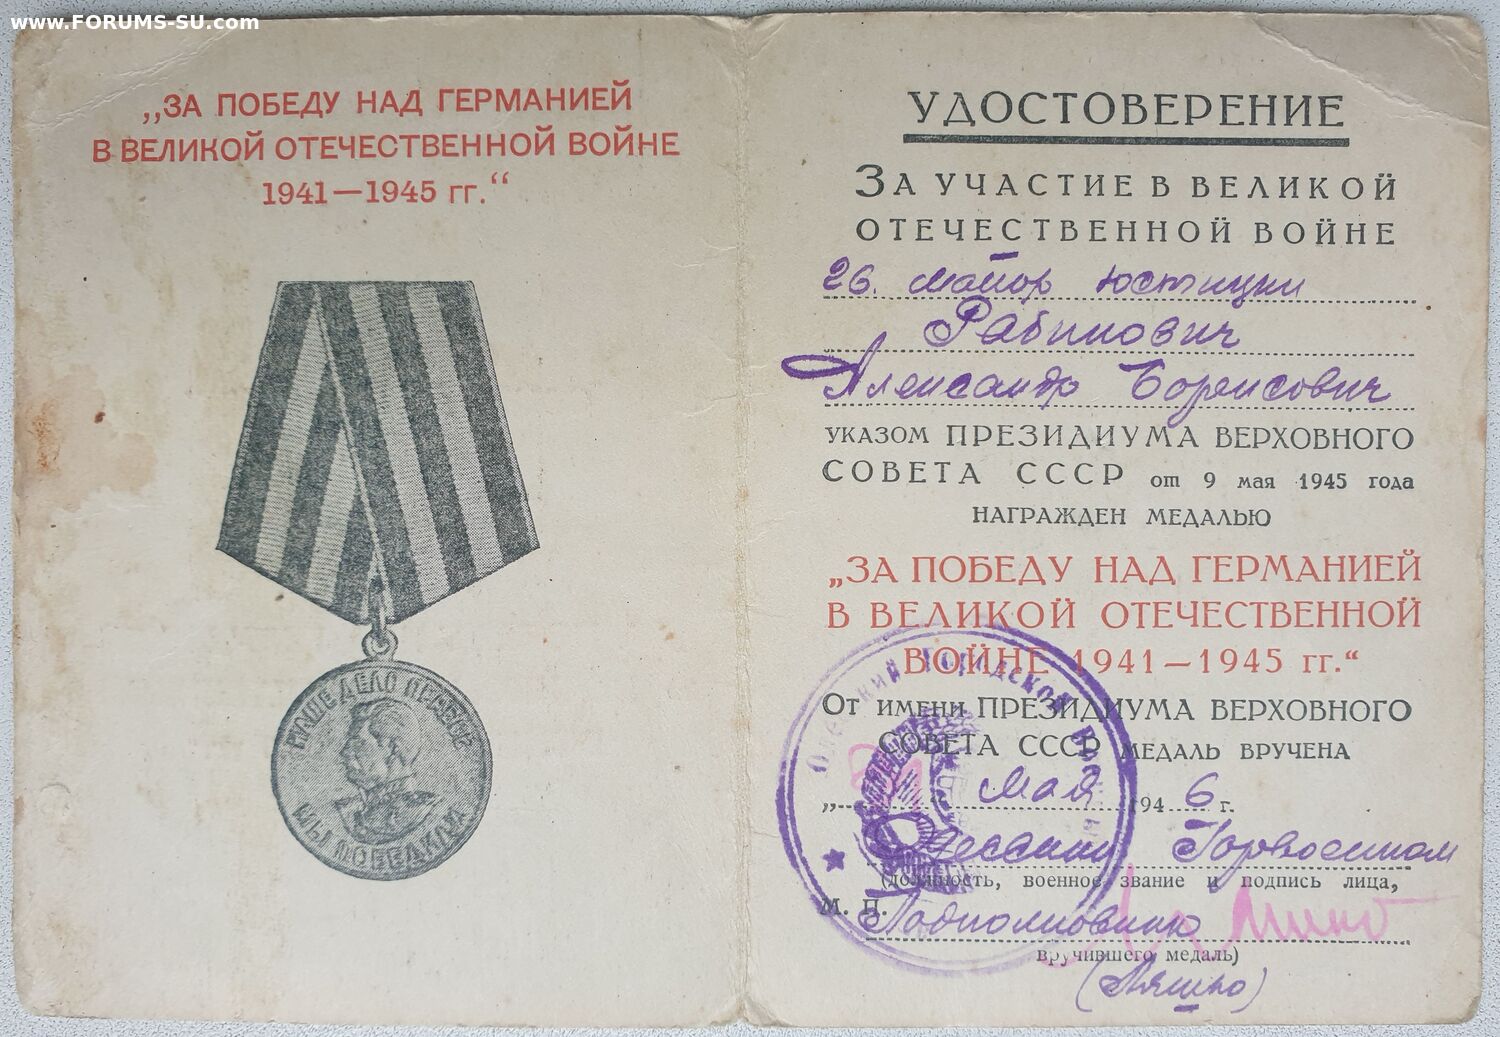 www.FORUMS-SU.com
„ЗА ПОБЕДУ НАД ГЕРМАНИЕЙ
В ВЕЛИКОЙ ОТЕЧЕСТВЕННОЙ ВОЙНЕ
1941—1945 гг.“
НАШЕ ДЕЛО ПРАВОЕ
МЫ ПОБЕДИЛИ
УДОСТОВЕРЕНИЕ
ЗА УЧАСТИЕ В ВЕЛИКОЙ
ОТЕЧЕСТВЕННОЙ ВОЙНЕ
гв. майор юстиции
Рабинович
Александр Борисович
УКАЗОМ ПРЕЗИДИУМА ВЕРХОВНОГО
СОВЕТА СССР от 9 мая 1945 года
НАГРАЖДЕН МЕДАЛЬЮ
„ЗА ПОБЕДУ НАД ГЕРМАНИЕЙ
В ВЕЛИКОЙ ОТЕЧЕСТВЕННОЙ
ВОЙНЕ 1941—1945 гг.“
ОТ ИМЕНИ ПРЕЗИДИУМА ВЕРХОВНОГО
СОВЕТА СССР МЕДАЛЬ ВРУЧЕНА
„ “ мая 1946 г.
Одесский Горвоенком
(должность, военное звание и подпись лица,
М. П. Подполковник
вручившего медаль)
(Ляшко)